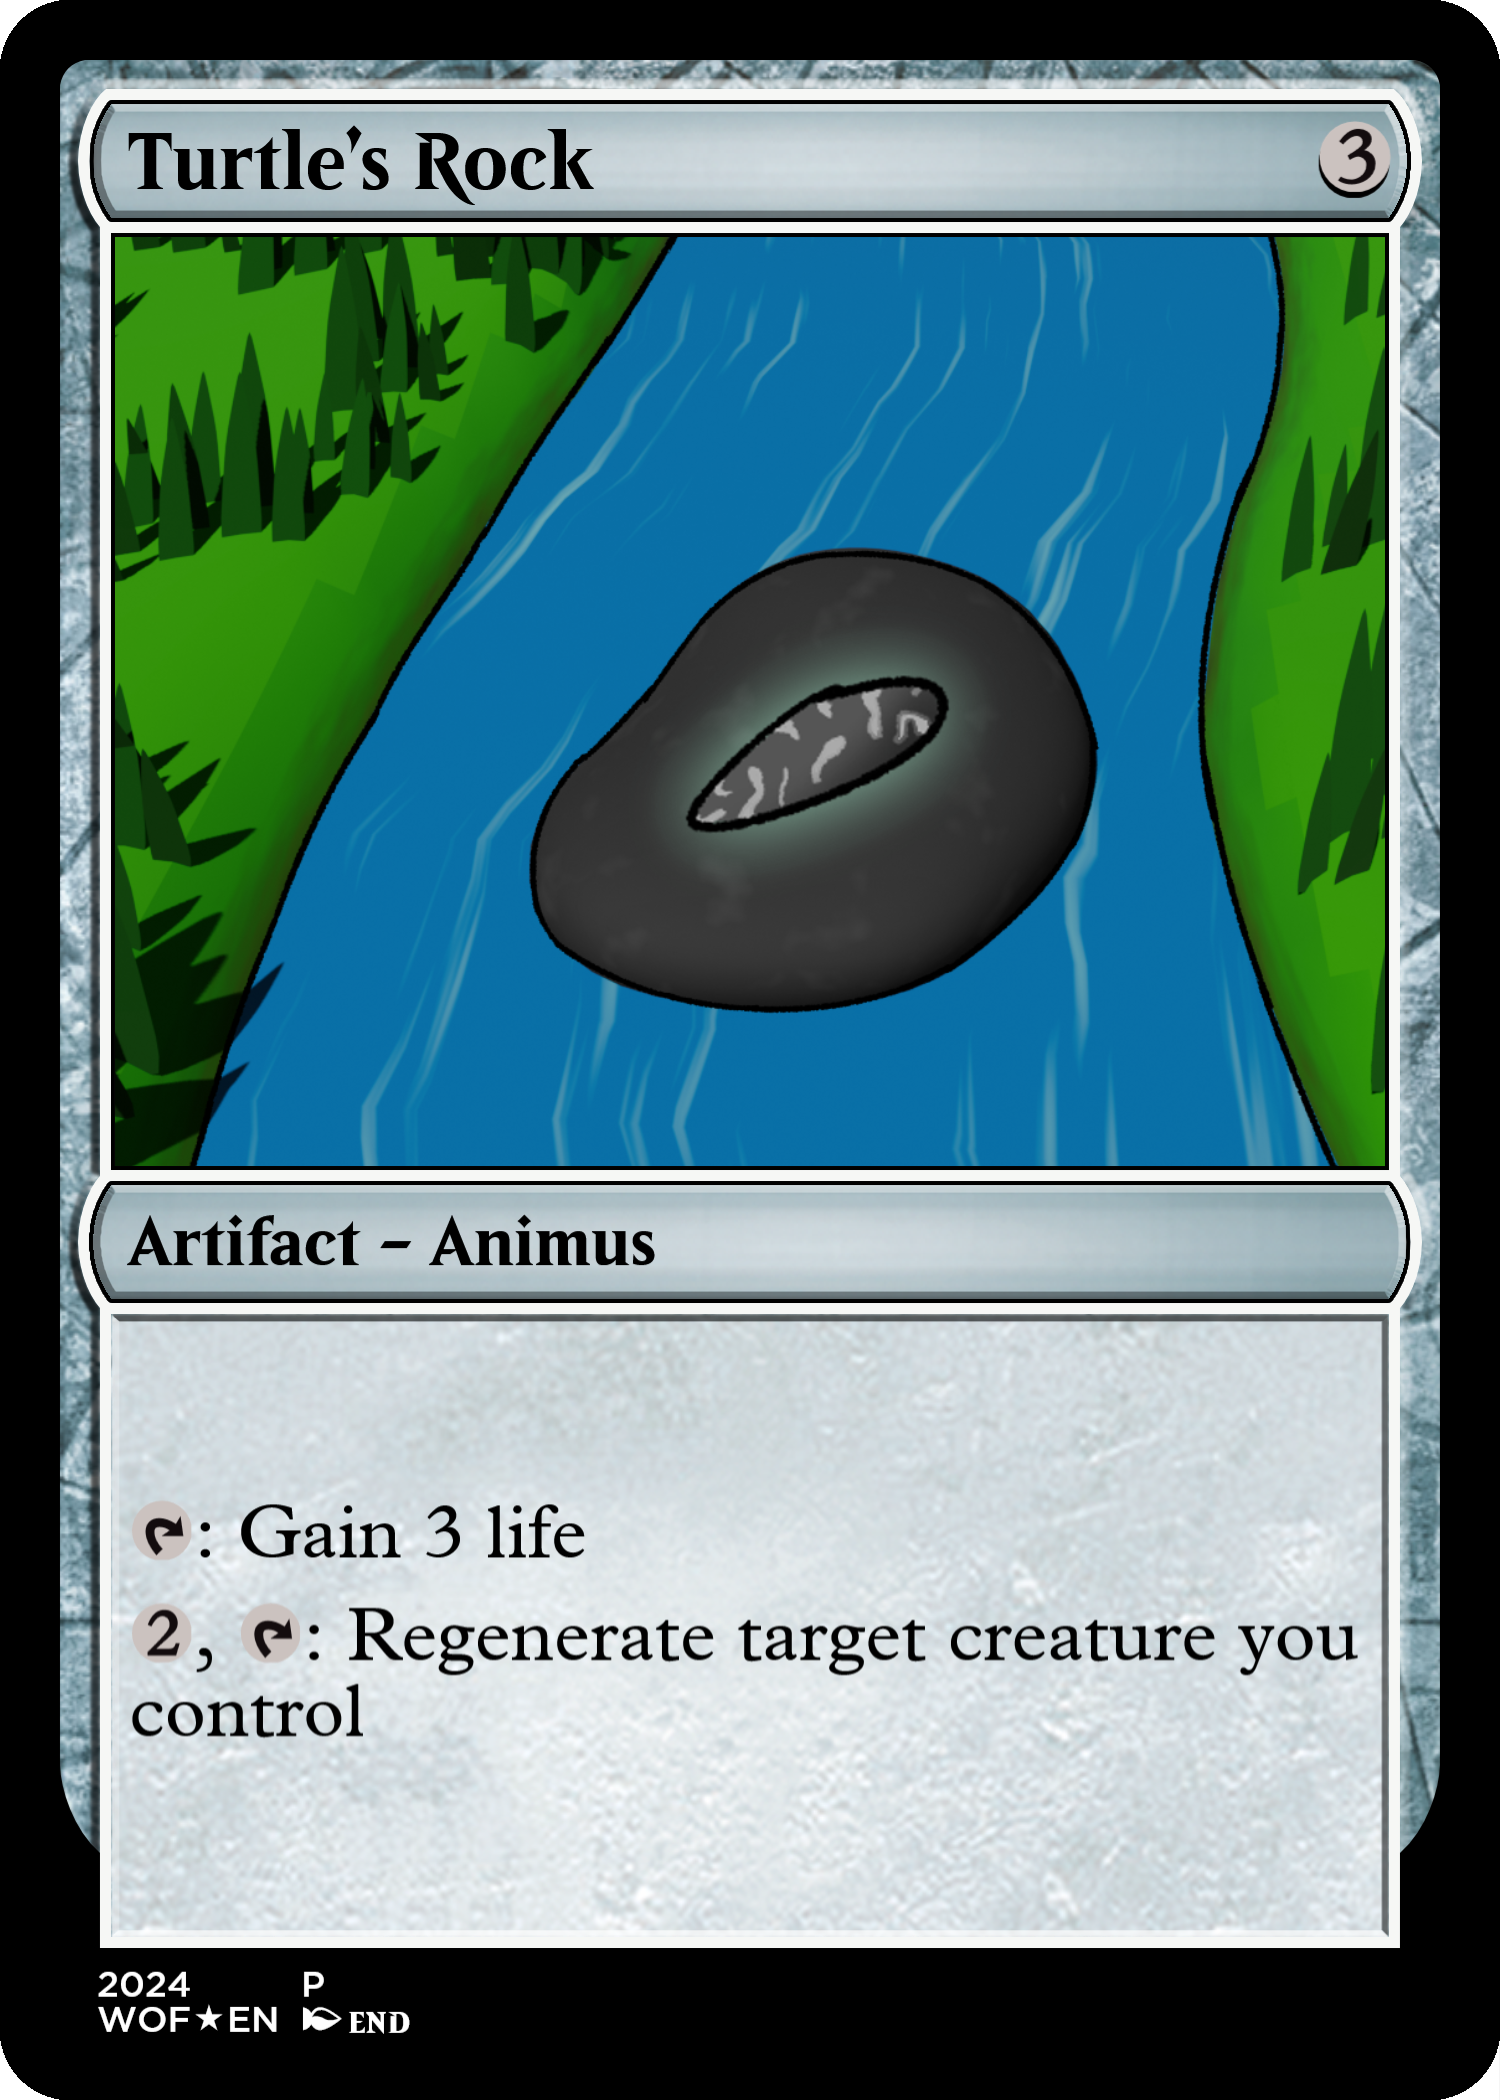 Turtle's Rock 3
Artifact – Animus
: Gain 3 life
2, : Regenerate target creature you
control
2024 P
WOF★EN END